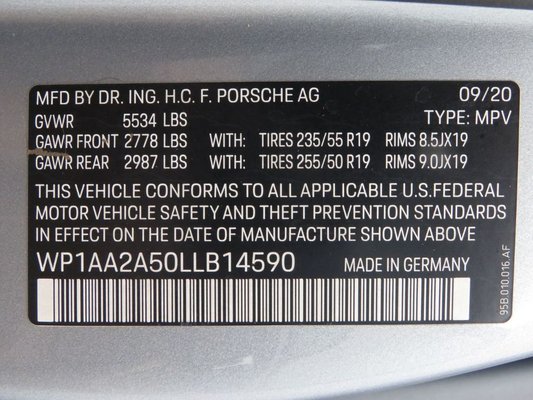 MFD BY DR. ING. H.C. F. PORSCHE AG 09/20
GVWR 5534 LBS TYPE: MPV
GAWR FRONT 2778 LBS WITH: TIRES 235/55 R19 RIMS 8.5JX19
GAWR REAR 2987 LBS WITH: TIRES 255/50 R19 RIMS 9.0JX19
THIS VEHICLE CONFORMS TO ALL APPLICABLE U.S.FEDERAL
MOTOR VEHICLE SAFETY AND THEFT PREVENTION STANDARDS
IN EFFECT ON THE DATE OF MANUFACTURE SHOWN ABOVE
WP1AA2A50LLB14590 MADE IN GERMANY
95B.010.016.AF